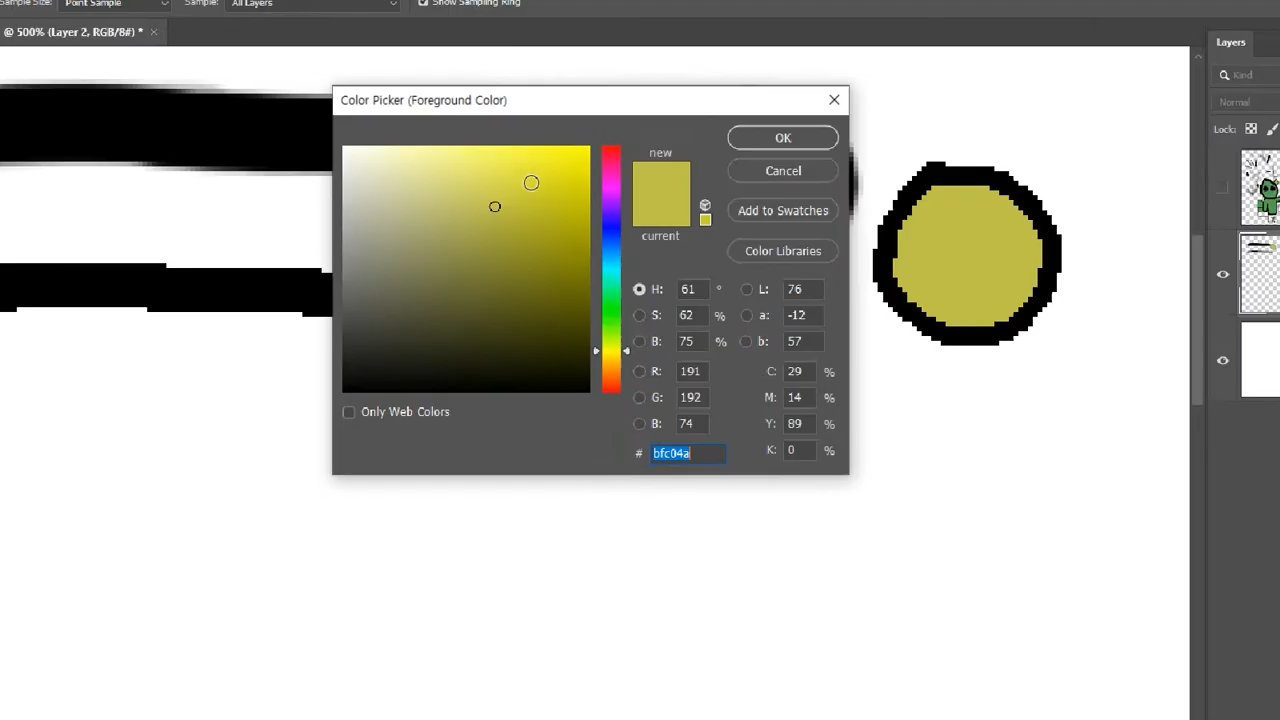 Sample Size:
Point Sample
Sample:
All Layers
Show Sampling Ring
@ 500% (Layer 2, RGB/8#) *
Layers
Kind
Normal
Lock:
Color Picker (Foreground Color)
new
current
OK
Cancel
Add to Swatches
Color Libraries
H: 61 °
L: 76
S: 62 %
a: -12
B: 75 %
b: 57
R: 191
C: 29 %
G: 192
M: 14 %
B: 74
Y: 89 %
# bfc04a
K: 0 %
Only Web Colors